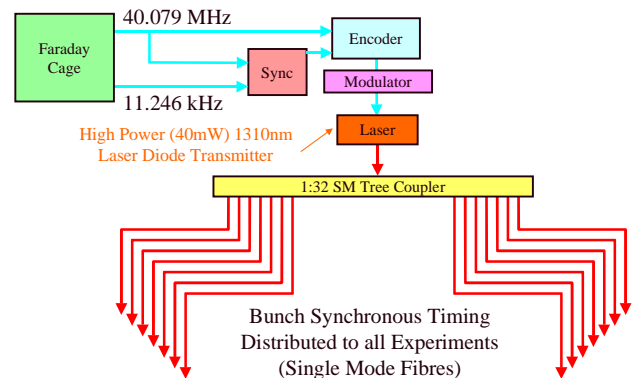 40.079 MHz
Faraday
Cage
Encoder
Sync
Modulator
11.246 kHz
High Power (40mW) 1310nm
Laser Diode Transmitter
Laser
1:32 SM Tree Coupler
Bunch Synchronous Timing
Distributed to all Experiments
(Single Mode Fibres)